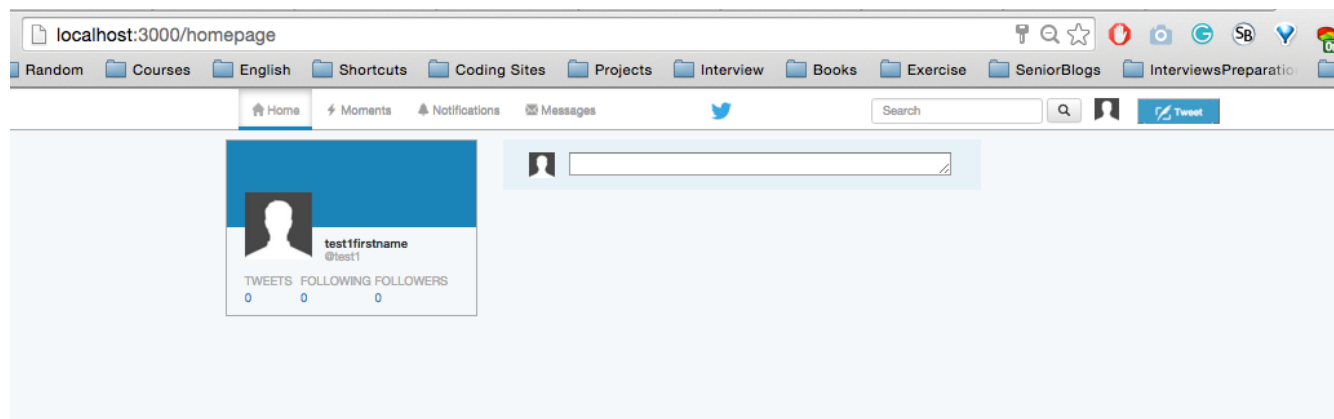 localhost:3000/homepage
SB
Random Courses English Shortcuts Coding Sites Projects Interview Books Exercise SeniorBlogs InterviewsPreparatio
Home Moments Notifications Messages Search Tweet
test1firstname
@test1
TWEETS FOLLOWING FOLLOWERS
0 0 0